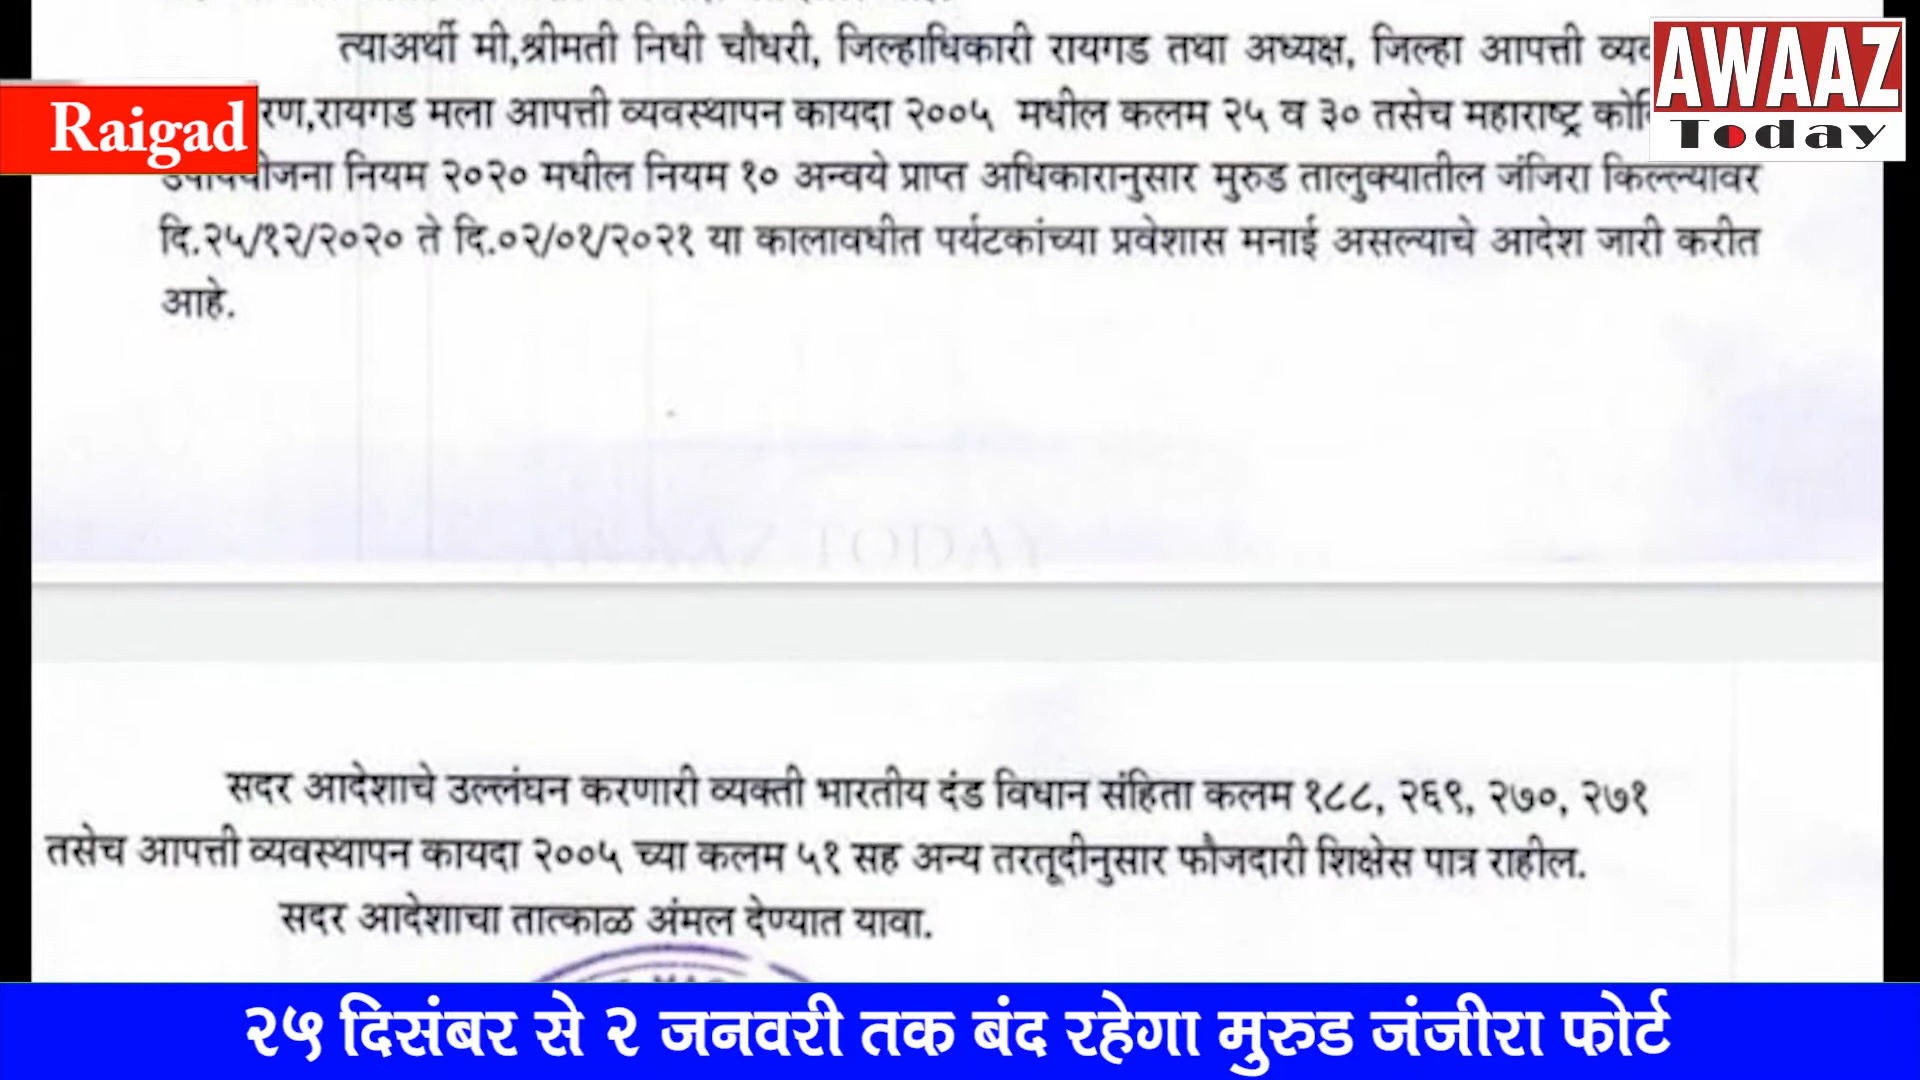 त्याअर्थी मी,श्रीमती निधी चौधरी, जिल्हाधिकारी रायगड तथा अध्यक्ष, जिल्हा आपत्ती
AWAAZ
Today
Raigad
रण,रायगड मला आपत्ती व्यवस्थापन कायदा २००५ मधील कलम २५ व ३० तसेच महाराष्ट्र
नियम २०२० मधील नियम १० अन्वये प्राप्त अधिकारानुसार मुरुड तालुक्यातील जंजिरा किल्ल्यावर
दि.२५/१२/२०२० ते दि.०२/०१/२०२१ या कालावधीत पर्यटकांच्या प्रवेशास मनाई असल्याचे आदेश जारी करीत
आहे.
सदर आदेशाचे उल्लंघन करणारी व्यक्ती भारतीय दंड विधान संहिता कलम १८८, २६९, २७०, २७१
तसेच आपत्ती व्यवस्थापन कायदा २००५ च्या कलम ५१ सह अन्य तरतूदीनुसार फौजदारी शिक्षेस पात्र राहील.
सदर आदेशाचा तात्काळ अंमल देण्यात यावा.
२५ दिसंबर से २ जनवरी तक बंद रहेगा मुरुड जंजीरा फोर्ट